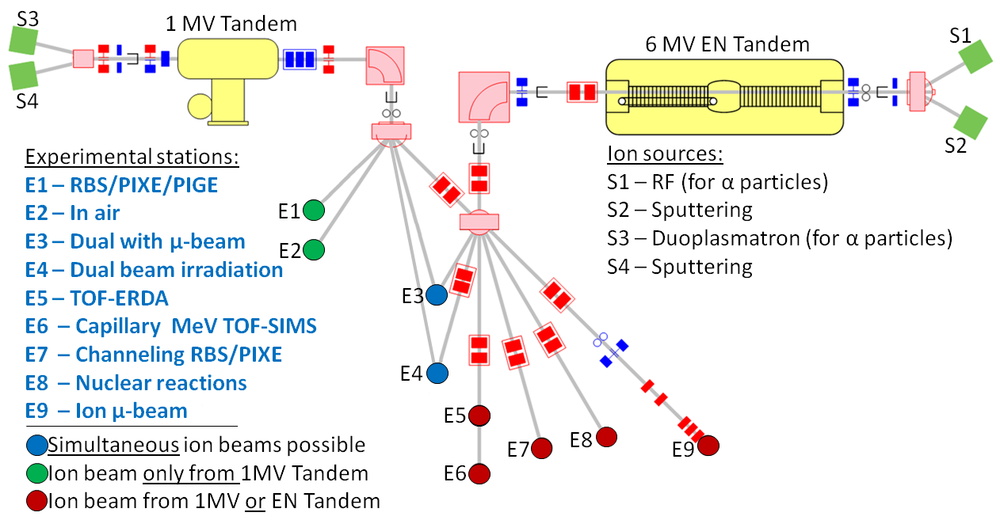 S3
1 MV Tandem
S1
6 MV EN Tandem
S4
S2
Experimental stations:
E1 – RBS/PIXE/PIGE
E2 – In air
E3 – Dual with μ-beam
E4 – Dual beam irradiation
E5 – TOF-ERDA
E6 – Capillary MeV TOF-SIMS
E7 – Channeling RBS/PIXE
E8 – Nuclear reactions
E9 – Ion μ-beam
Simultaneous ion beams possible
Ion beam only from 1MV Tandem
Ion beam from 1MV or EN Tandem
Ion sources:
S1 – RF (for α particles)
S2 – Sputtering
S3 – Duoplasmatron (for α particles)
S4 – Sputtering
E1
E2
E3
E4
E5
E6
E7
E8
E9